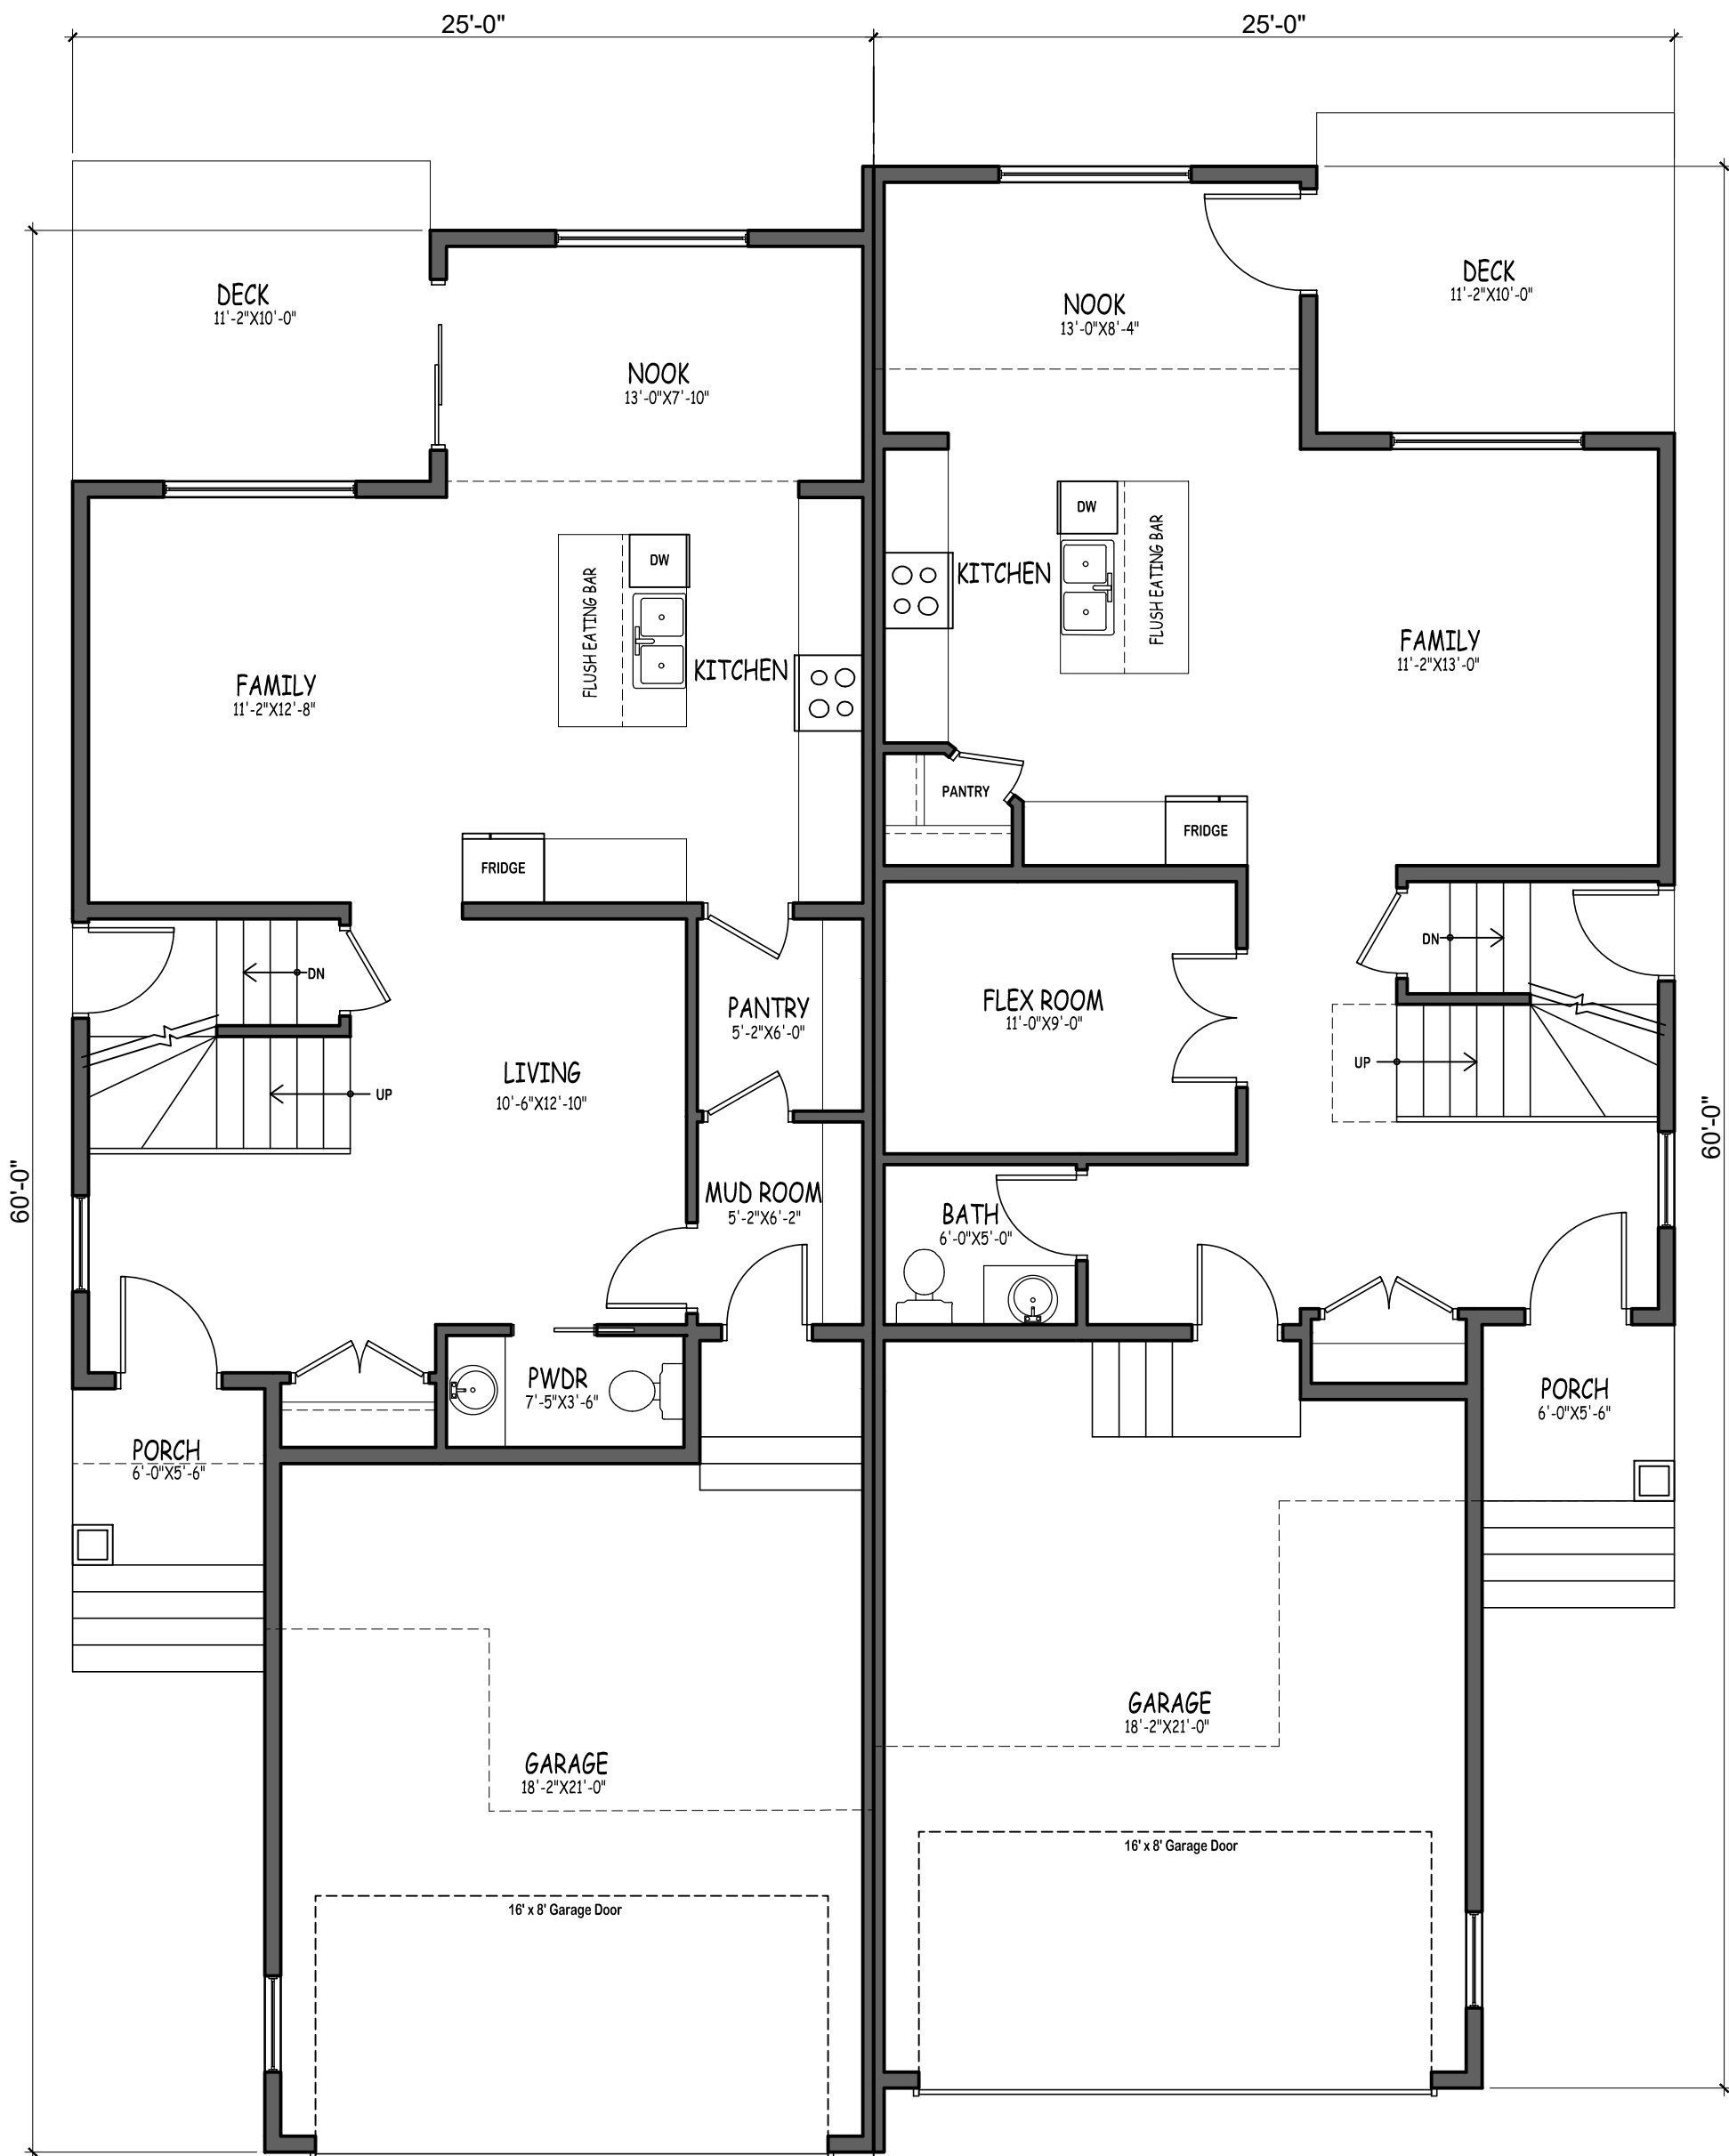 25'-0"
25'-0"
DECK
11'-2"X10'-0"
NOOK
13'-0"X7'-10"
NOOK
13'-0"X8'-4"
DECK
11'-2"X10'-0"
FAMILY
11'-2"X12'-8"
FLUSH EATING BAR
DW
KITCHEN
FRIDGE
KITCHEN
DW
FLUSH EATING BAR
FAMILY
11'-2"X13'-0"
PANTRY
FRIDGE
DN
UP
LIVING
10'-6"X12'-10"
PANTRY
5'-2"X6'-0"
MUD ROOM
5'-2"X6'-2"
FLEX ROOM
11'-0"X9'-0"
DN
UP
60'-0"
60'-0"
BATH
6'-0"X5'-0"
PWDR
7'-5"X3'-6"
PORCH
6'-0"X5'-6"
PORCH
6'-0"X5'-6"
GARAGE
18'-2"X21'-0"
GARAGE
18'-2"X21'-0"
16' x 8' Garage Door
16' x 8' Garage Door